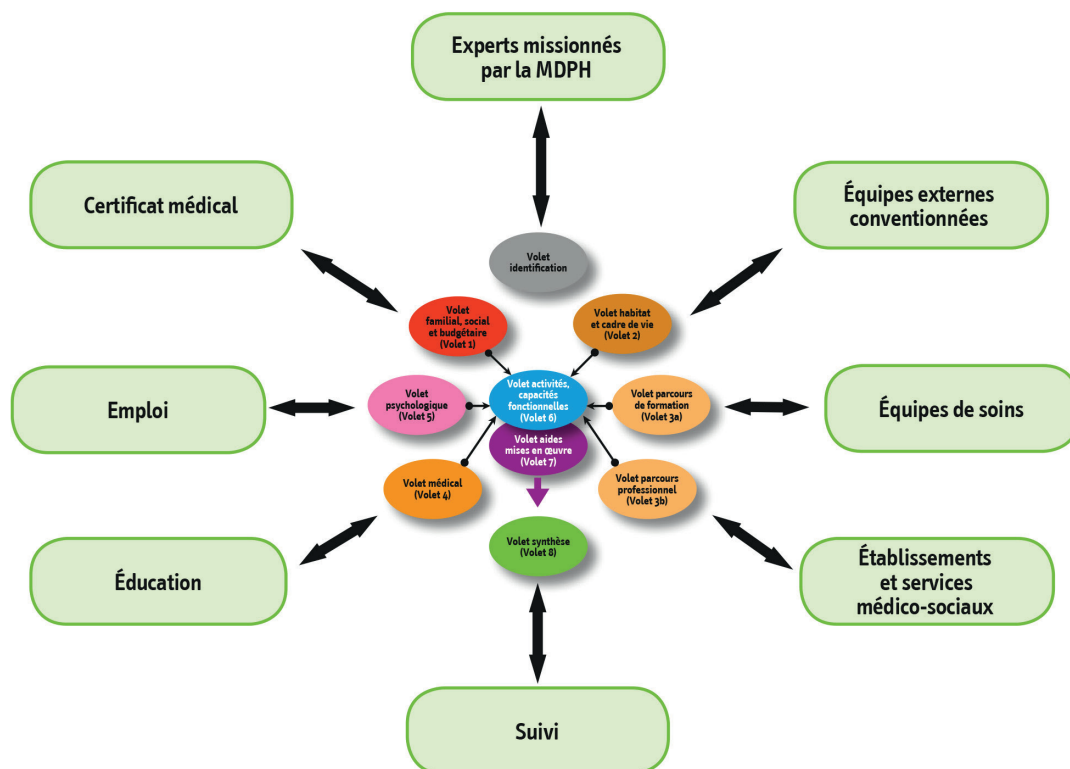 Experts missionnés
par la MDPH
Certificat médical
Équipes externes
conventionnées
Volet
identification
Volet
familial, social
et budgétaire
(Volet 1)
Volet habitat
et cadre de vie
(Volet 2)
Emploi
Volet
psychologique
(Volet 5)
Volet activités,
capacités
fonctionnelles
(Volet 6)
Volet parcours
de formation
(Volet 3a)
Équipes de soins
Volet aides
mises en œuvre
(Volet 7)
Volet médical
(Volet 4)
Volet parcours
professionnel
(Volet 3b)
Volet synthèse
(Volet 8)
Éducation
Établissements
et services
médico-sociaux
Suivi